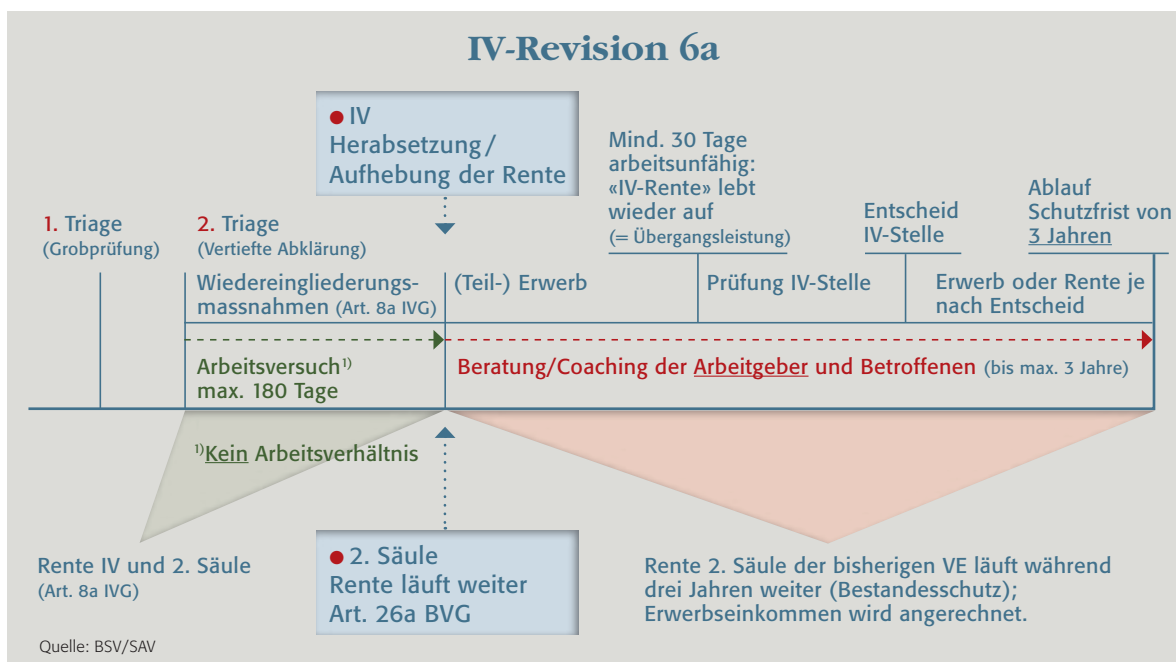 IV-Revision 6a
● IV
Herabsetzung/
Aufhebung der Rente
Mind. 30 Tage
arbeitsunfähig:
«IV-Rente» lebt
wieder auf
(= Übergangsleistung)
Entscheid
IV-Stelle
Ablauf
Schutzfrist von
3 Jahren
1. Triage
(Grobprüfung)
2. Triage
(Vertiefte Abklärung)
Wiedereingliederungs-
massnahmen (Art. 8a IVG)
(Teil-) Erwerb
Prüfung IV-Stelle
Erwerb oder Rente je
nach Entscheid
Arbeitsversuch¹⁾
max. 180 Tage
Beratung/Coaching der Arbeitgeber und Betroffenen (bis max. 3 Jahre)
¹⁾Kein Arbeitsverhältnis
Rente IV und 2. Säule
(Art. 8a IVG)
● 2. Säule
Rente läuft weiter
Art. 26a BVG
Rente 2. Säule der bisherigen VE läuft während
drei Jahren weiter (Bestandesschutz);
Erwerbseinkommen wird angerechnet.
Quelle: BSV/SAV